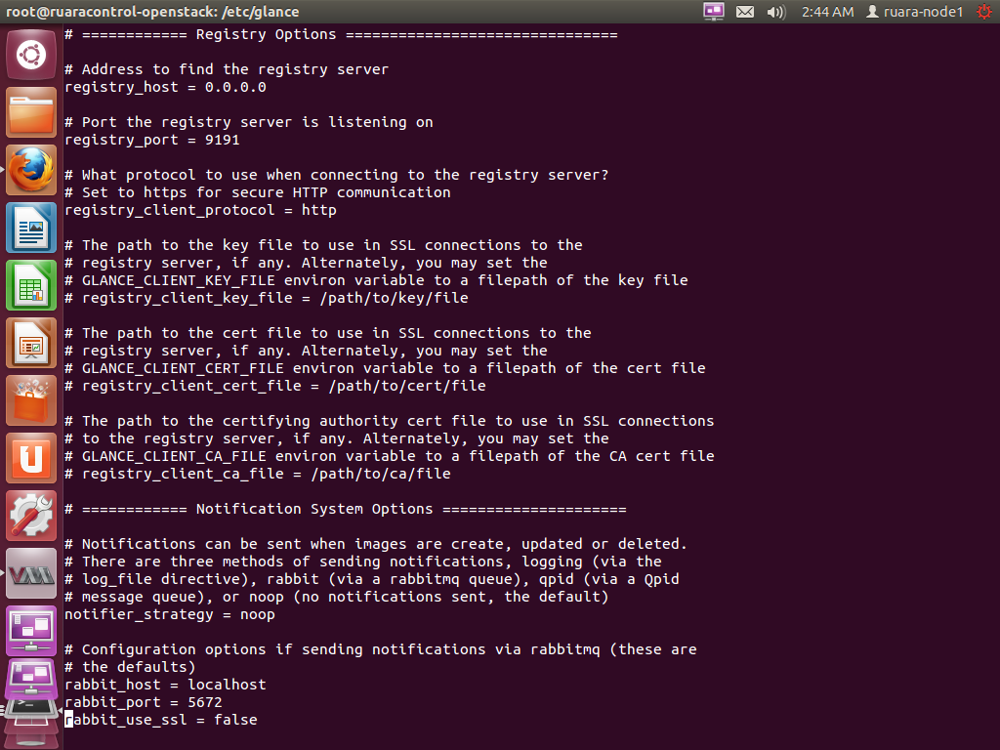 root@ruaracontrol-openstack: /etc/glance
2:44 AM
ruara-node1
# ============ Registry Options ===============================
# Address to find the registry server
registry_host = 0.0.0.0
# Port the registry server is listening on
registry_port = 9191
# What protocol to use when connecting to the registry server?
# Set to https for secure HTTP communication
registry_client_protocol = http
# The path to the key file to use in SSL connections to the
# registry server, if any. Alternately, you may set the
# GLANCE_CLIENT_KEY_FILE environ variable to a filepath of the key file
# registry_client_key_file = /path/to/key/file
# The path to the cert file to use in SSL connections to the
# registry server, if any. Alternately, you may set the
# GLANCE_CLIENT_CERT_FILE environ variable to a filepath of the cert file
# registry_client_cert_file = /path/to/cert/file
# The path to the certifying authority cert file to use in SSL connections
# to the registry server, if any. Alternately, you may set the
# GLANCE_CLIENT_CA_FILE environ variable to a filepath of the CA cert file
# registry_client_ca_file = /path/to/ca/file
# ============ Notification System Options =====================
# Notifications can be sent when images are create, updated or deleted.
# There are three methods of sending notifications, logging (via the
# log_file directive), rabbit (via a rabbitmq queue), qpid (via a Qpid
# message queue), or noop (no notifications sent, the default)
notifier_strategy = noop
# Configuration options if sending notifications via rabbitmq (these are
# the defaults)
rabbit_host = localhost
rabbit_port = 5672
rabbit_use_ssl = false